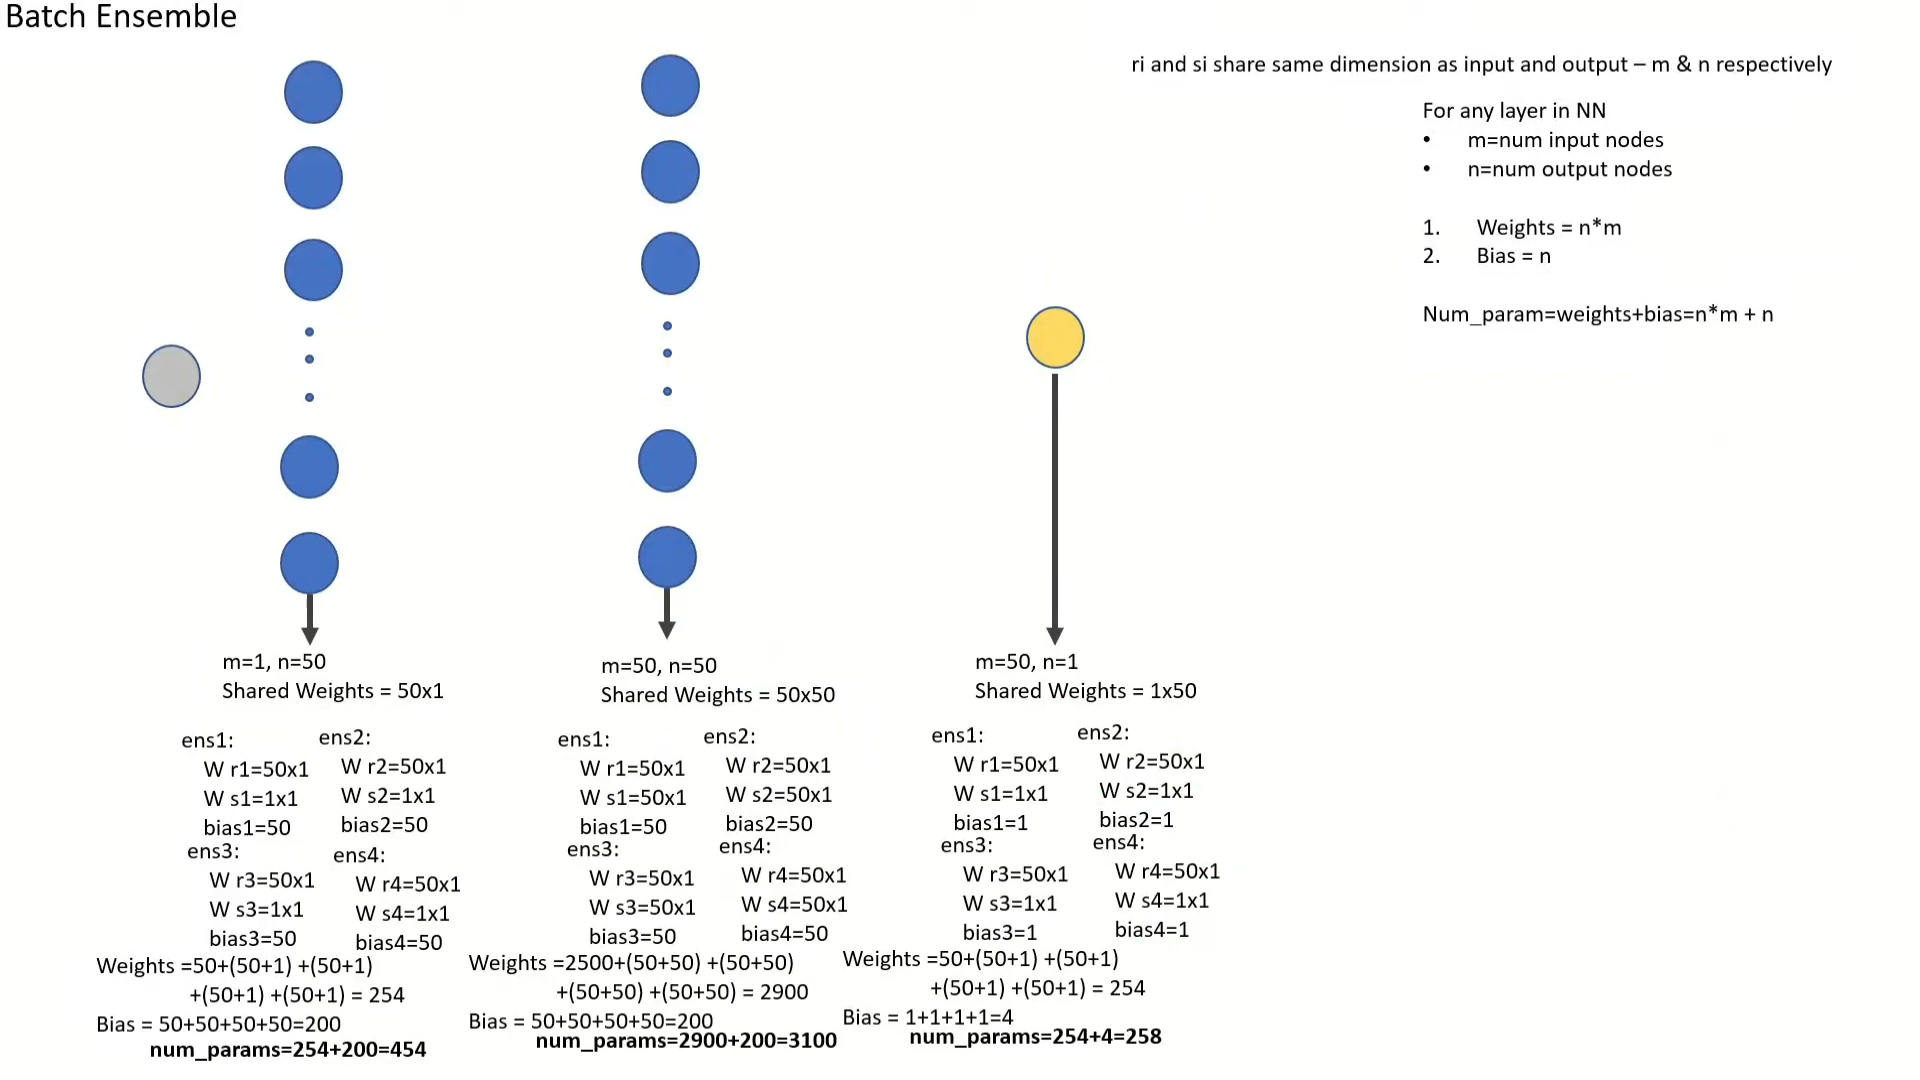 Batch Ensemble
ri and si share same dimension as input and output – m & n respectively
For any layer in NN
• m=num input nodes
• n=num output nodes
1. Weights = n*m
2. Bias = n
Num_param=weights+bias=n*m + n
m=1, n=50
Shared Weights = 50x1
ens1:
W r1=50x1
W s1=1x1
bias1=50
ens2:
W r2=50x1
W s2=1x1
bias2=50
ens3:
W r3=50x1
W s3=1x1
bias3=50
ens4:
W r4=50x1
W s4=1x1
bias4=50
Weights =50+(50+1) +(50+1)
+(50+1) +(50+1) = 254
Bias = 50+50+50+50=200
num_params=254+200=454
m=50, n=50
Shared Weights = 50x50
ens1:
W r1=50x1
W s1=50x1
bias1=50
ens2:
W r2=50x1
W s2=50x1
bias2=50
ens3:
W r3=50x1
W s3=50x1
bias3=50
ens4:
W r4=50x1
W s4=50x1
bias4=50
Weights =2500+(50+50) +(50+50)
+(50+50) +(50+50) = 2900
Bias = 50+50+50+50=200
num_params=2900+200=3100
m=50, n=1
Shared Weights = 1x50
ens1:
W r1=50x1
W s1=1x1
bias1=1
ens2:
W r2=50x1
W s2=1x1
bias2=1
ens3:
W r3=50x1
W s3=1x1
bias3=1
ens4:
W r4=50x1
W s4=1x1
bias4=1
Weights =50+(50+1) +(50+1)
+(50+1) +(50+1) = 254
Bias = 1+1+1+1=4
num_params=254+4=258